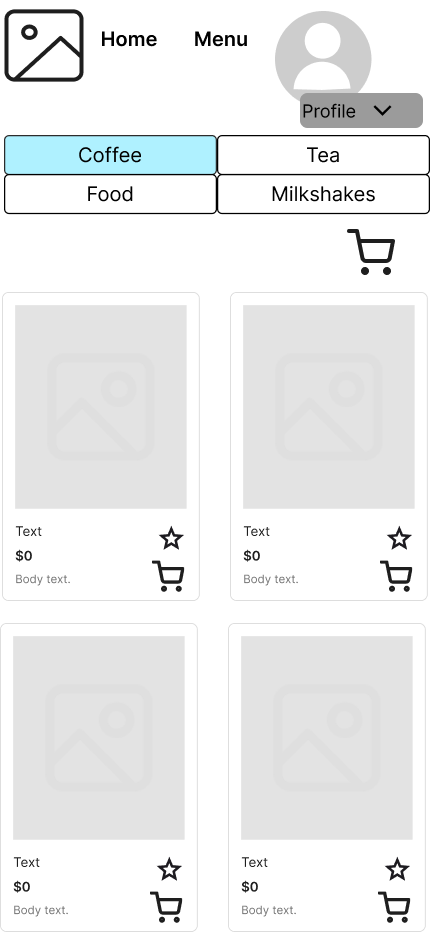 Home Menu
Profile
Coffee Tea
Food Milkshakes
Text
$0
Body text.
Text
$0
Body text.
Text
$0
Body text.
Text
$0
Body text.